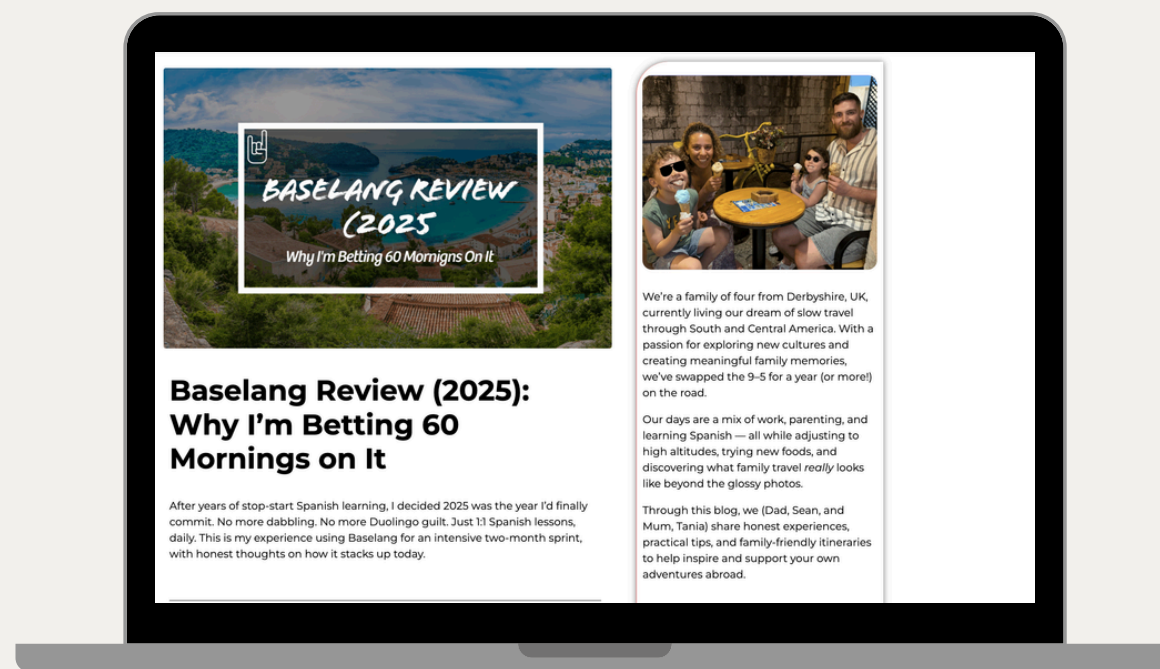 BASELANG REVIEW
(2025
Why I'm Betting 60 Momigns On It
Baselang Review (2025):
Why I’m Betting 60
Mornings on It
After years of stop-start Spanish learning, I decided 2025 was the year I’d finally
commit. No more dabbling. No more Duolingo guilt. Just 1:1 Spanish lessons,
daily. This is my experience using Baselang for an intensive two-month sprint,
with honest thoughts on how it stacks up today.
We’re a family of four from Derbyshire, UK,
currently living our dream of slow travel
through South and Central America. With a
passion for exploring new cultures and
creating meaningful family memories,
we’ve swapped the 9–5 for a year (or more!)
on the road.
Our days are a mix of work, parenting, and
learning Spanish — all while adjusting to
high altitudes, trying new foods, and
discovering what family travel really looks
like beyond the glossy photos.
Through this blog, we (Dad, Sean, and
Mum, Tania) share honest experiences,
practical tips, and family-friendly itineraries
to help inspire and support your own
adventures abroad.